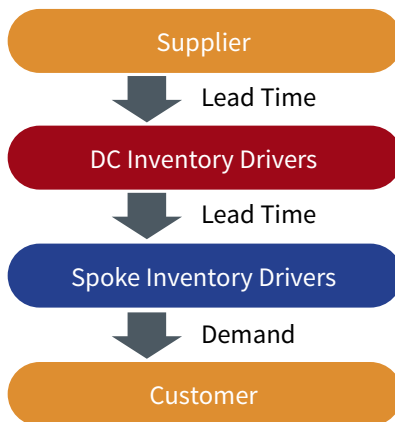 Supplier
Lead Time
DC Inventory Drivers
Lead Time
Spoke Inventory Drivers
Demand
Customer